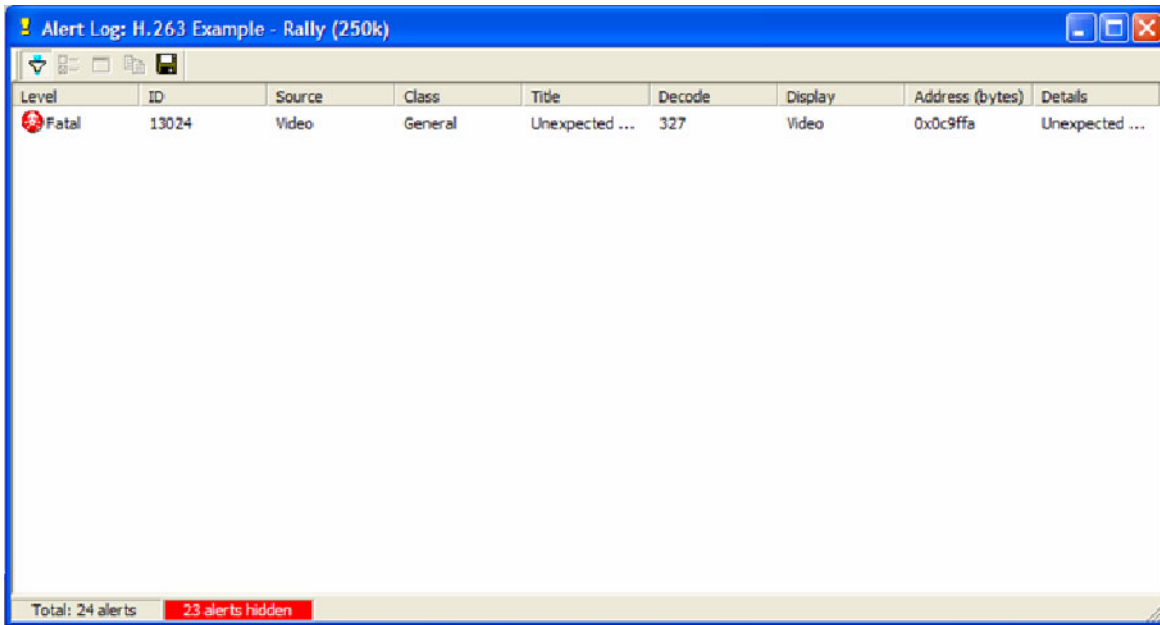 Alert Log: H.263 Example - Rally (250k)
Level ID Source Class Title Decode Display Address (bytes) Details
Fatal 13024 Video General Unexpected ... 327 Video 0x0c9ffa Unexpected ...
Total: 24 alerts 23 alerts hidden